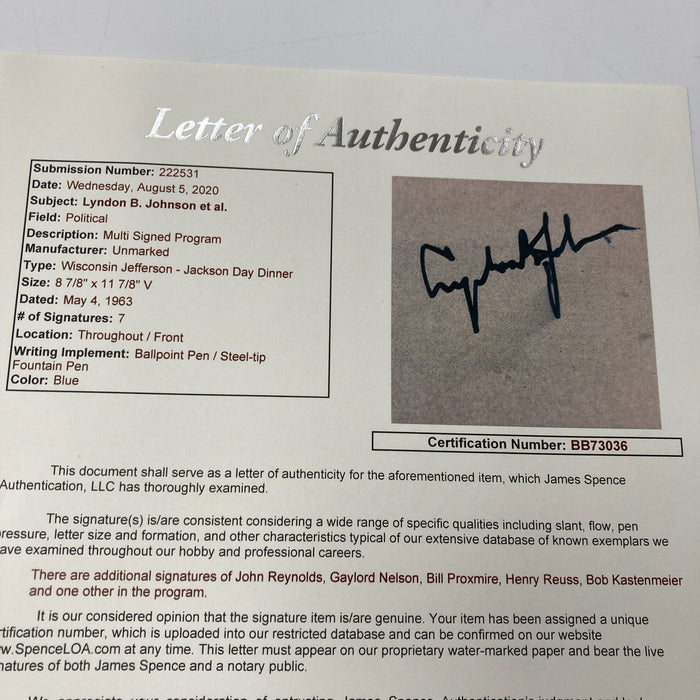 Letter of Authenticity
Submission Number: 222531
Date: Wednesday, August 5, 2020
Subject: Lyndon B. Johnson et al.
Field: Political
Description: Multi Signed Program
Manufacturer: Unmarked
Type: Wisconsin Jefferson - Jackson Day Dinner
Size: 8 7/8" x 11 7/8" V
Dated: May 4, 1963
# of Signatures: 7
Location: Throughout / Front
Writing Implement: Ballpoint Pen / Steel-tip
Fountain Pen
Color: Blue
Certification Number: BB73036
This document shall serve as a letter of authenticity for the aforementioned item, which James Spence
Authentication, LLC has thoroughly examined.
The signature(s) is/are consistent considering a wide range of specific qualities including slant, flow, pen
ressure, letter size and formation, and other characteristics typical of our extensive database of known exemplars we
ave examined throughout our hobby and professional careers.
There are additional signatures of John Reynolds, Gaylord Nelson, Bill Proxmire, Henry Reuss, Bob Kastenmeier
and one other in the program.
It is our considered opinion that the signature item is/are genuine. Your item has been assigned a unique
rtification number, which is uploaded into our restricted database and can be confirmed on our website
w.SpenceLOA.com at any time. This letter must appear on our proprietary water-marked paper and bear the live
natures of both James Spence and a notary public.